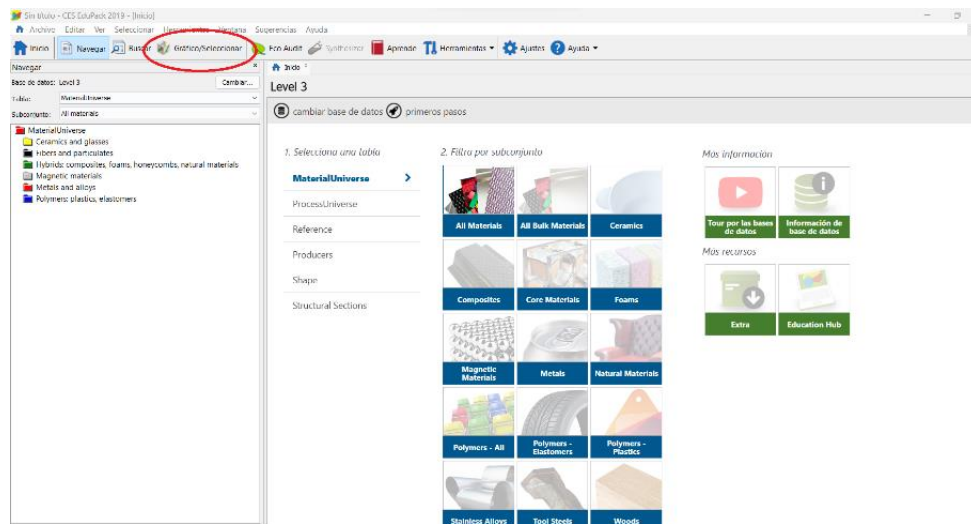 Sin título - CES EduPack 2019 - [Inicio]
Archivo Editar Ver Seleccionar Herramientas Ventana Sugerencias Ayuda
Inicio Navegar Buscar Gráfico/Seleccionar Eco Audit Synthesizer Aprende Herramientas Ajustes Ayuda
Navegar
Inicio
Base de datos: Level 3 Cambiar...
Level 3
Tabla: MaterialUniverse
Subconjunto: All materials
cambiar base de datos primeros pasos
MaterialUniverse
Ceramics and glasses
Fibers and particulates
Hybrids: composites, foams, honeycombs, natural materials
Magnetic materials
Metals and alloys
Polymers: plastics, elastomers
1. Selecciona una tabla
MaterialUniverse
ProcessUniverse
Reference
Producers
Shape
Structural Sections
2. Filtra por subconjunto
All Materials
All Bulk Materials
Ceramics
Composites
Core Materials
Foams
Magnetic
Materials
Metals
Natural Materials
Polymers - All
Polymers -
Elastomers
Polymers -
Plastics
Stainless Alloys
Tool Steels
Woods
Más información
Tour por las bases
de datos
Información de
base de datos
Más recursos
Extra
Education Hub